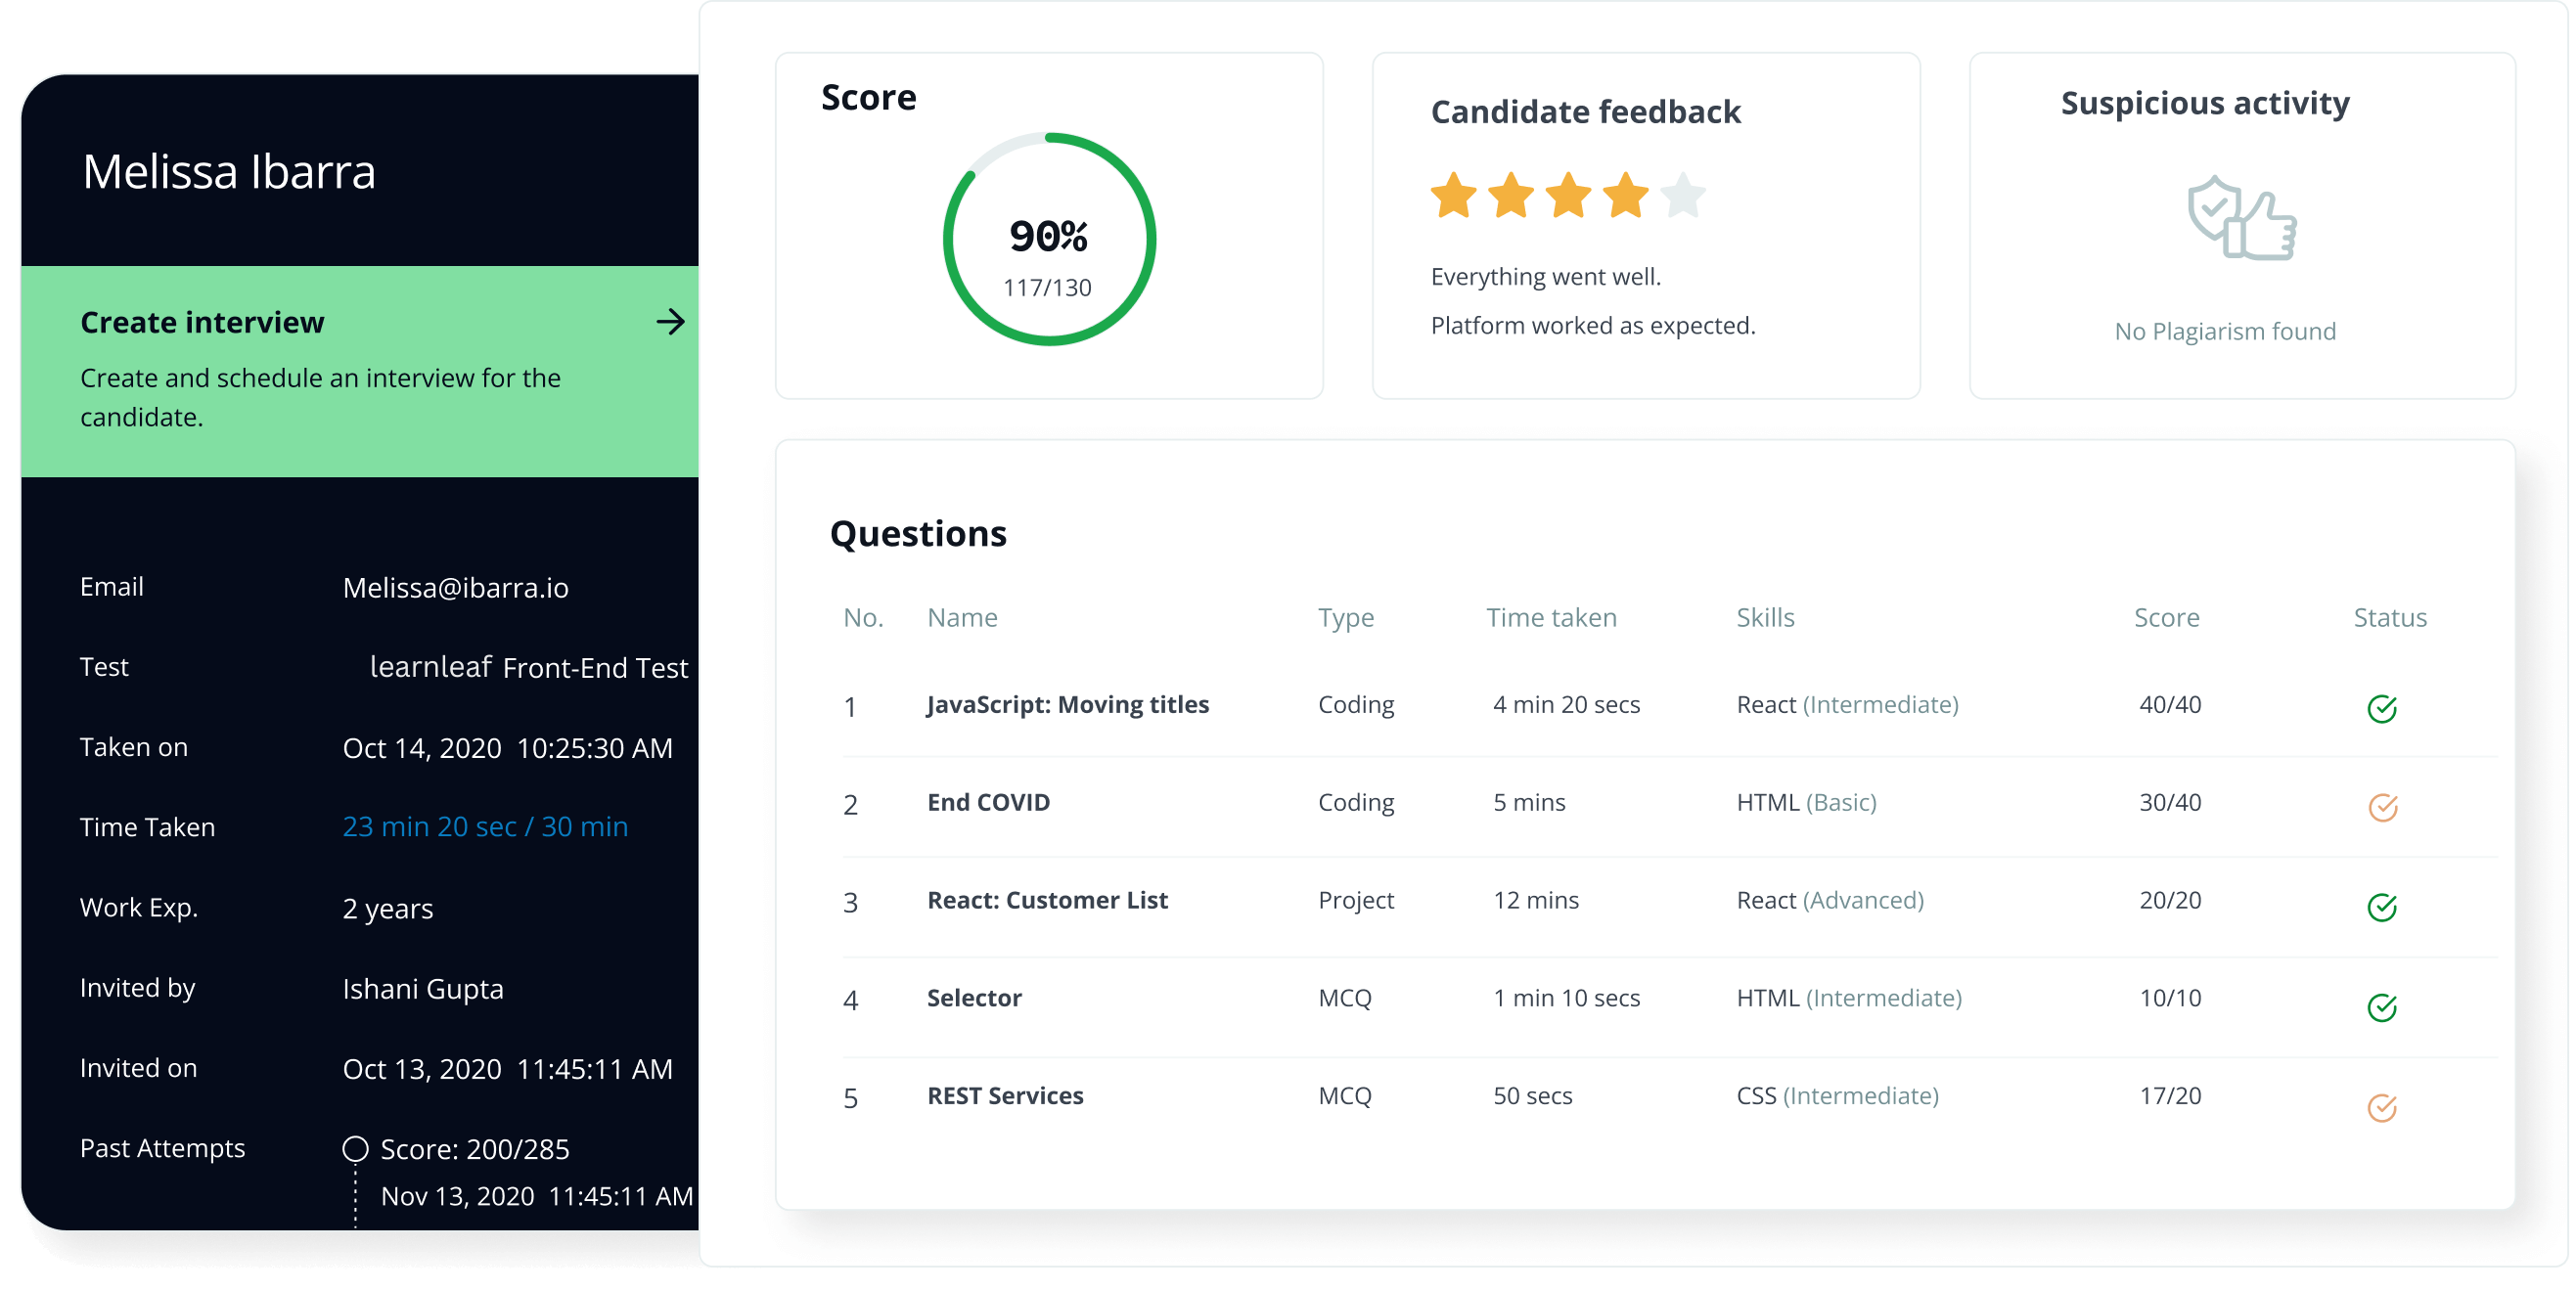 Melissa Ibarra
Create interview
Create and schedule an interview for the
candidate.
Email Melissa@ibarra.io
Test learnleaf Front-End Test
Taken on Oct 14, 2020 10:25:30 AM
Time Taken 23 min 20 sec / 30 min
Work Exp. 2 years
Invited by Ishani Gupta
Invited on Oct 13, 2020 11:45:11 AM
Past Attempts Score: 200/285
Nov 13, 2020 11:45:11 AM
Score
90%
117/130
Candidate feedback
Everything went well.
Platform worked as expected.
Suspicious activity
No Plagiarism found
Questions
No. Name Type Time taken Skills Score Status
1 JavaScript: Moving titles Coding 4 min 20 secs React (Intermediate) 40/40
2 End COVID Coding 5 mins HTML (Basic) 30/40
3 React: Customer List Project 12 mins React (Advanced) 20/20
4 Selector MCQ 1 min 10 secs HTML (Intermediate) 10/10
5 REST Services MCQ 50 secs CSS (Intermediate) 17/20